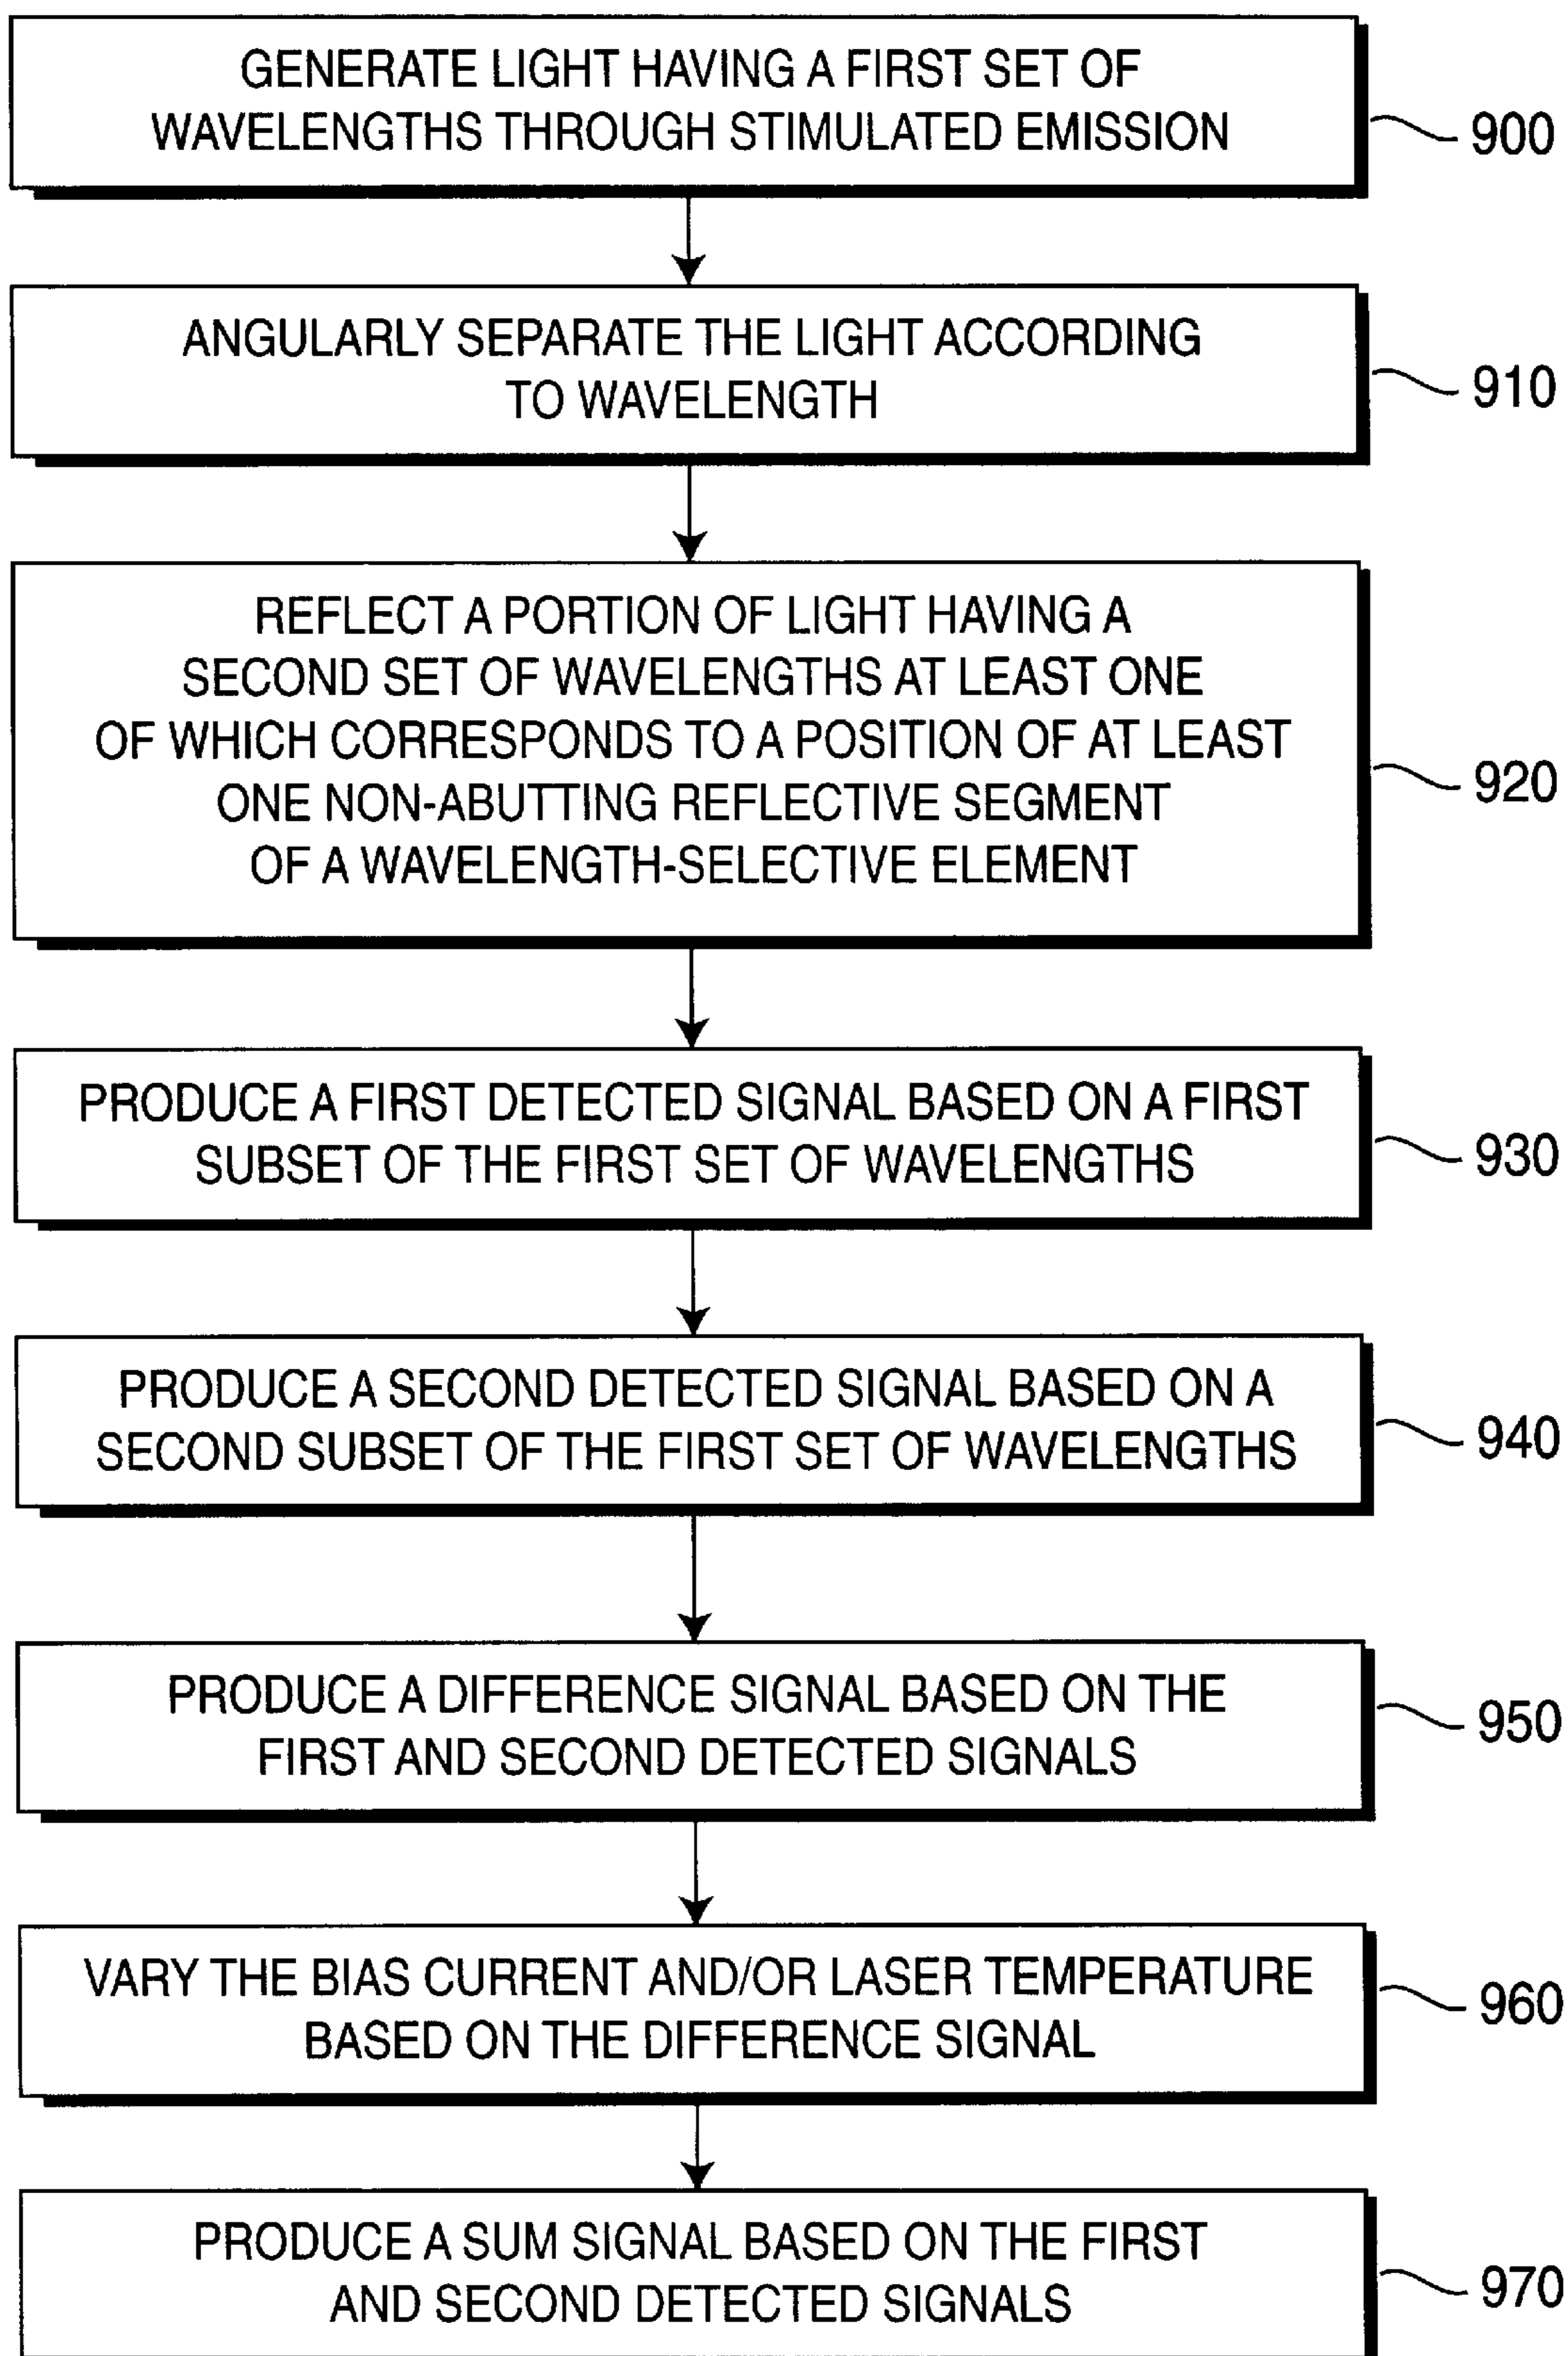 GENERATE LIGHT HAVING A FIRST SET OF
WAVELENGTHS THROUGH STIMULATED EMISSION
900
ANGULARLY SEPARATE THE LIGHT ACCORDING
TO WAVELENGTH
910
REFLECT A PORTION OF LIGHT HAVING A
SECOND SET OF WAVELENGTHS AT LEAST ONE
OF WHICH CORRESPONDS TO A POSITION OF AT LEAST
ONE NON-ABUTTING REFLECTIVE SEGMENT
OF A WAVELENGTH-SELECTIVE ELEMENT
920
PRODUCE A FIRST DETECTED SIGNAL BASED ON A FIRST
SUBSET OF THE FIRST SET OF WAVELENGTHS
930
PRODUCE A SECOND DETECTED SIGNAL BASED ON A
SECOND SUBSET OF THE FIRST SET OF WAVELENGTHS
940
PRODUCE A DIFFERENCE SIGNAL BASED ON THE
FIRST AND SECOND DETECTED SIGNALS
950
VARY THE BIAS CURRENT AND/OR LASER TEMPERATURE
BASED ON THE DIFFERENCE SIGNAL
960
PRODUCE A SUM SIGNAL BASED ON THE FIRST
AND SECOND DETECTED SIGNALS
970